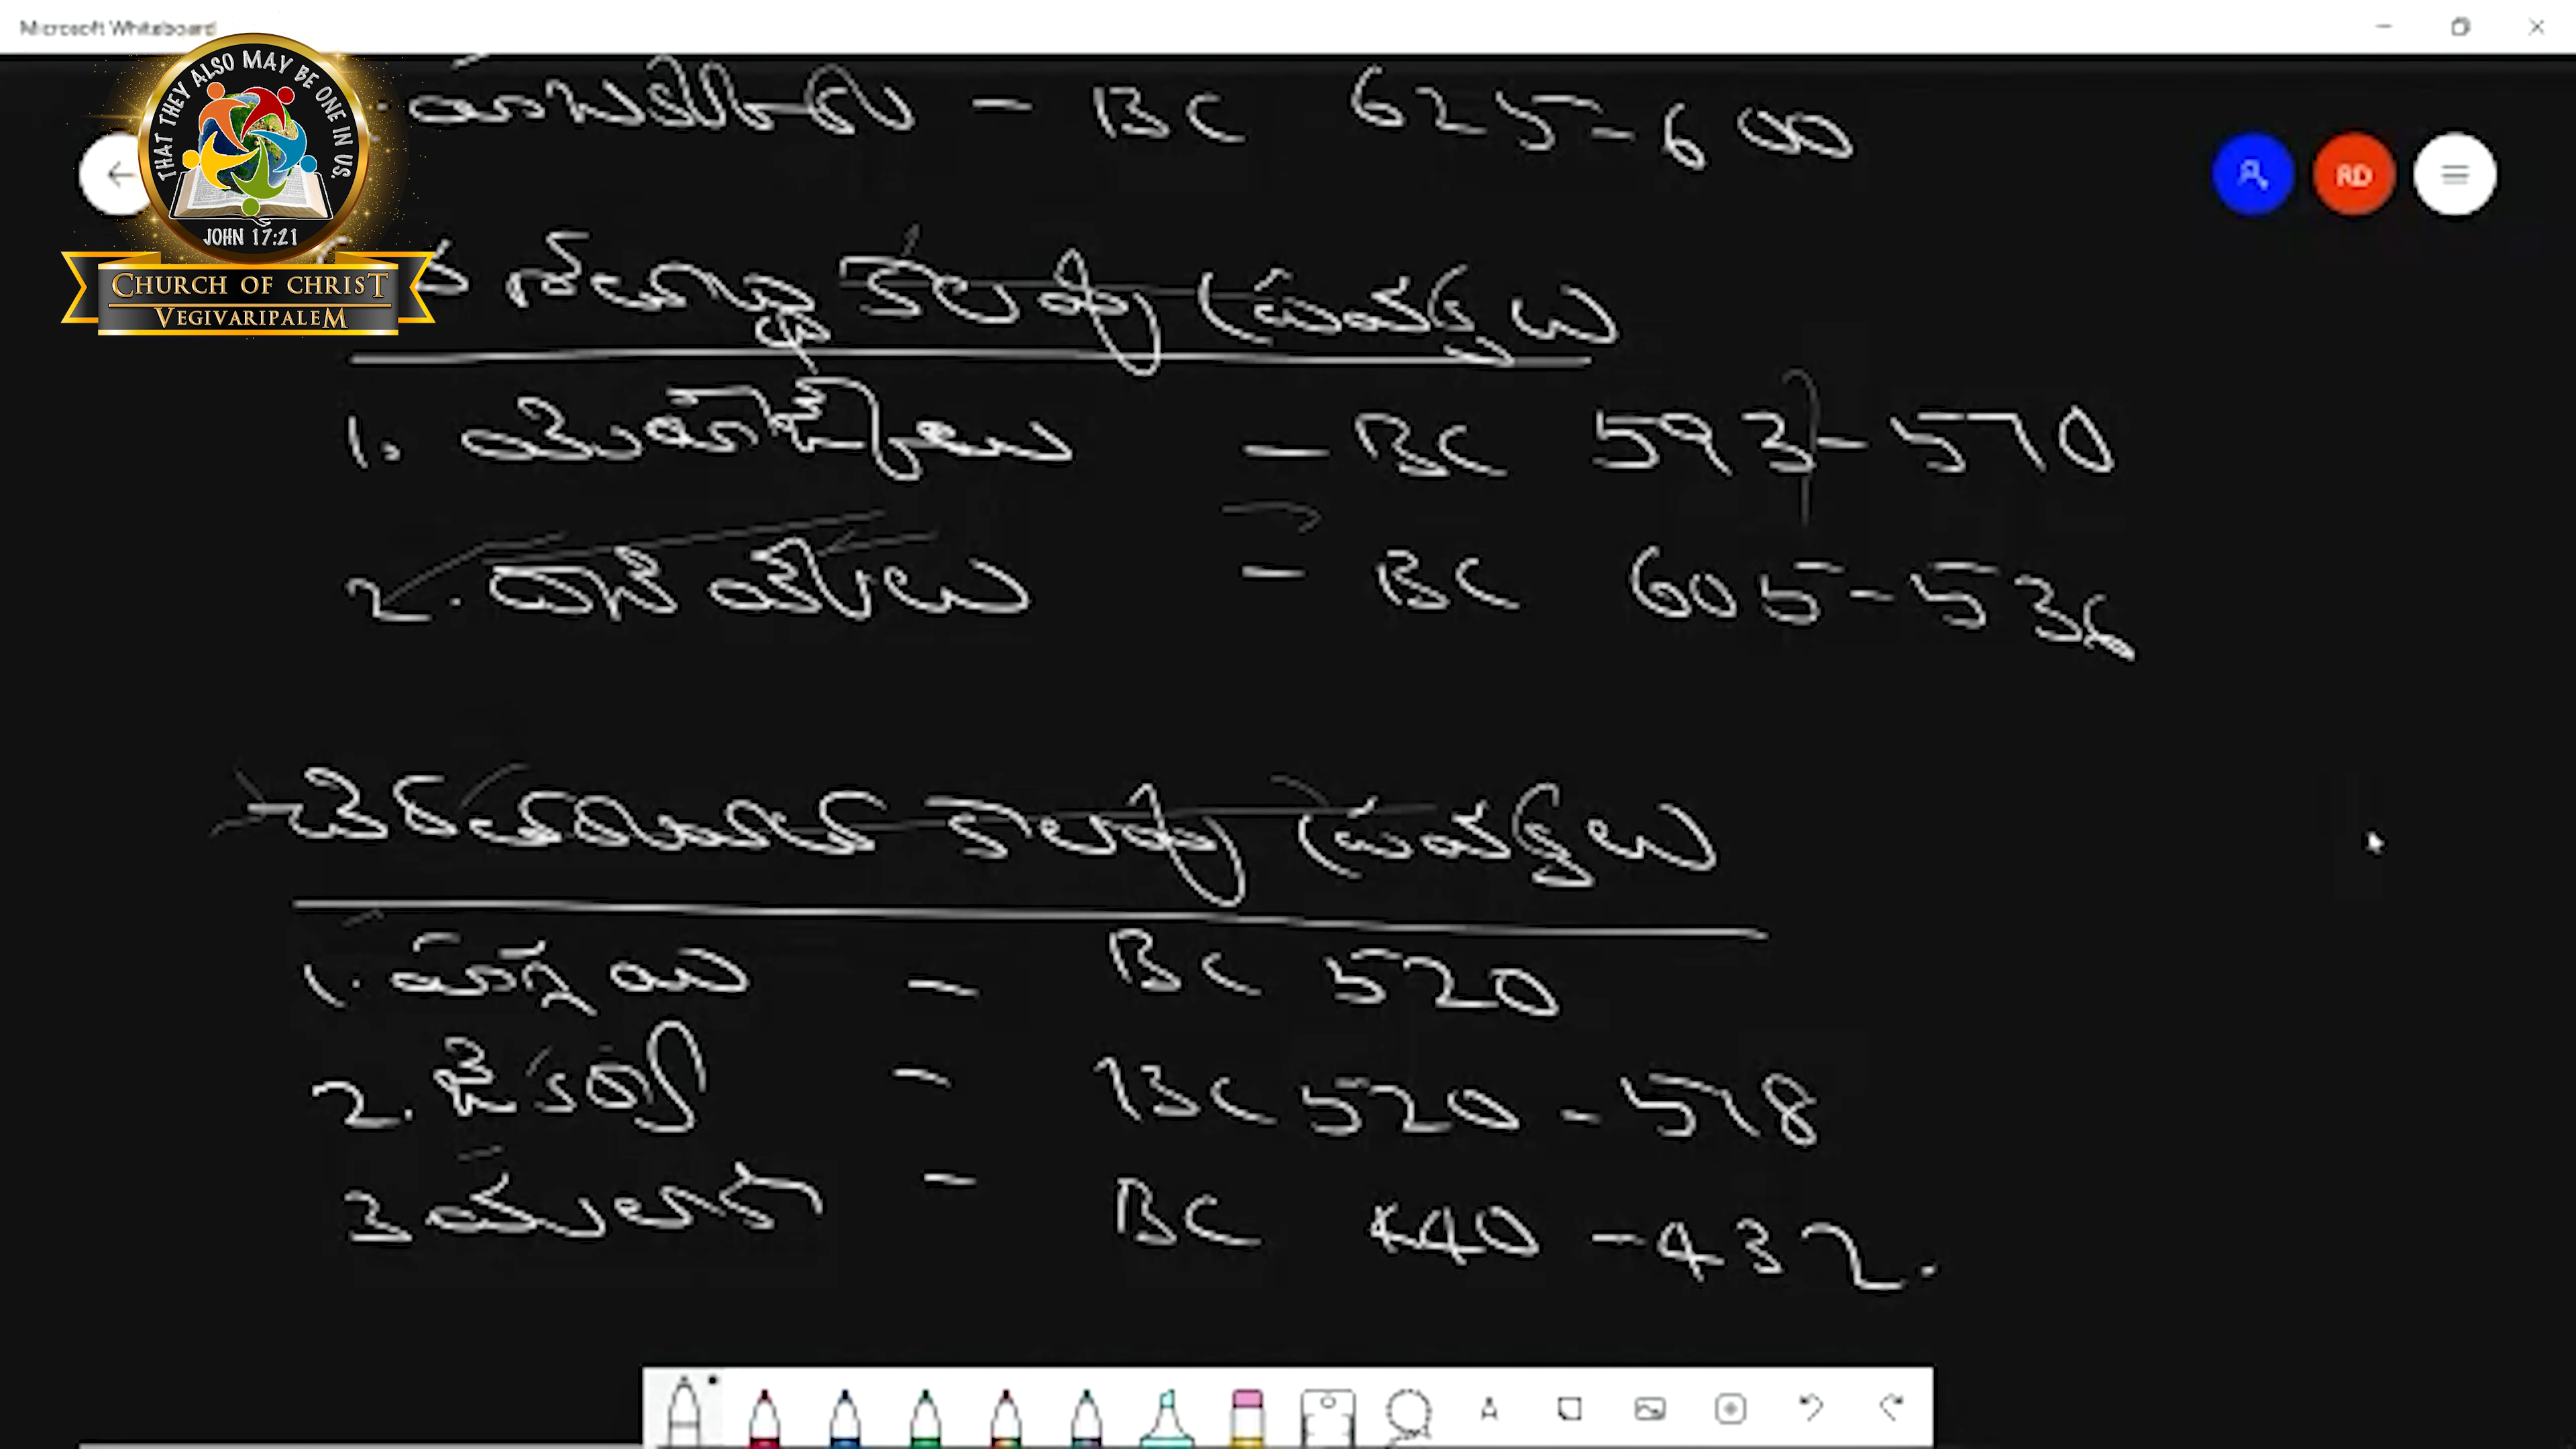 Microsoft Whiteboard
THAT THEY ALSO MAY BE ONE IN US.
JOHN 17:21
CHURCH OF CHRIST
VEGIVARIPALEM
RD
- BC 625-600
కాలపు ప్రవక్తలు
1. యెహెజ్కేలు - BC 593-570
2. దానియేలు - BC 605-536
కాలపు ప్రవక్తలు
1. హగ్గయి - BC 520
2. జెకర్యా - BC 520-518
3 మలాకీ - BC 440-432.